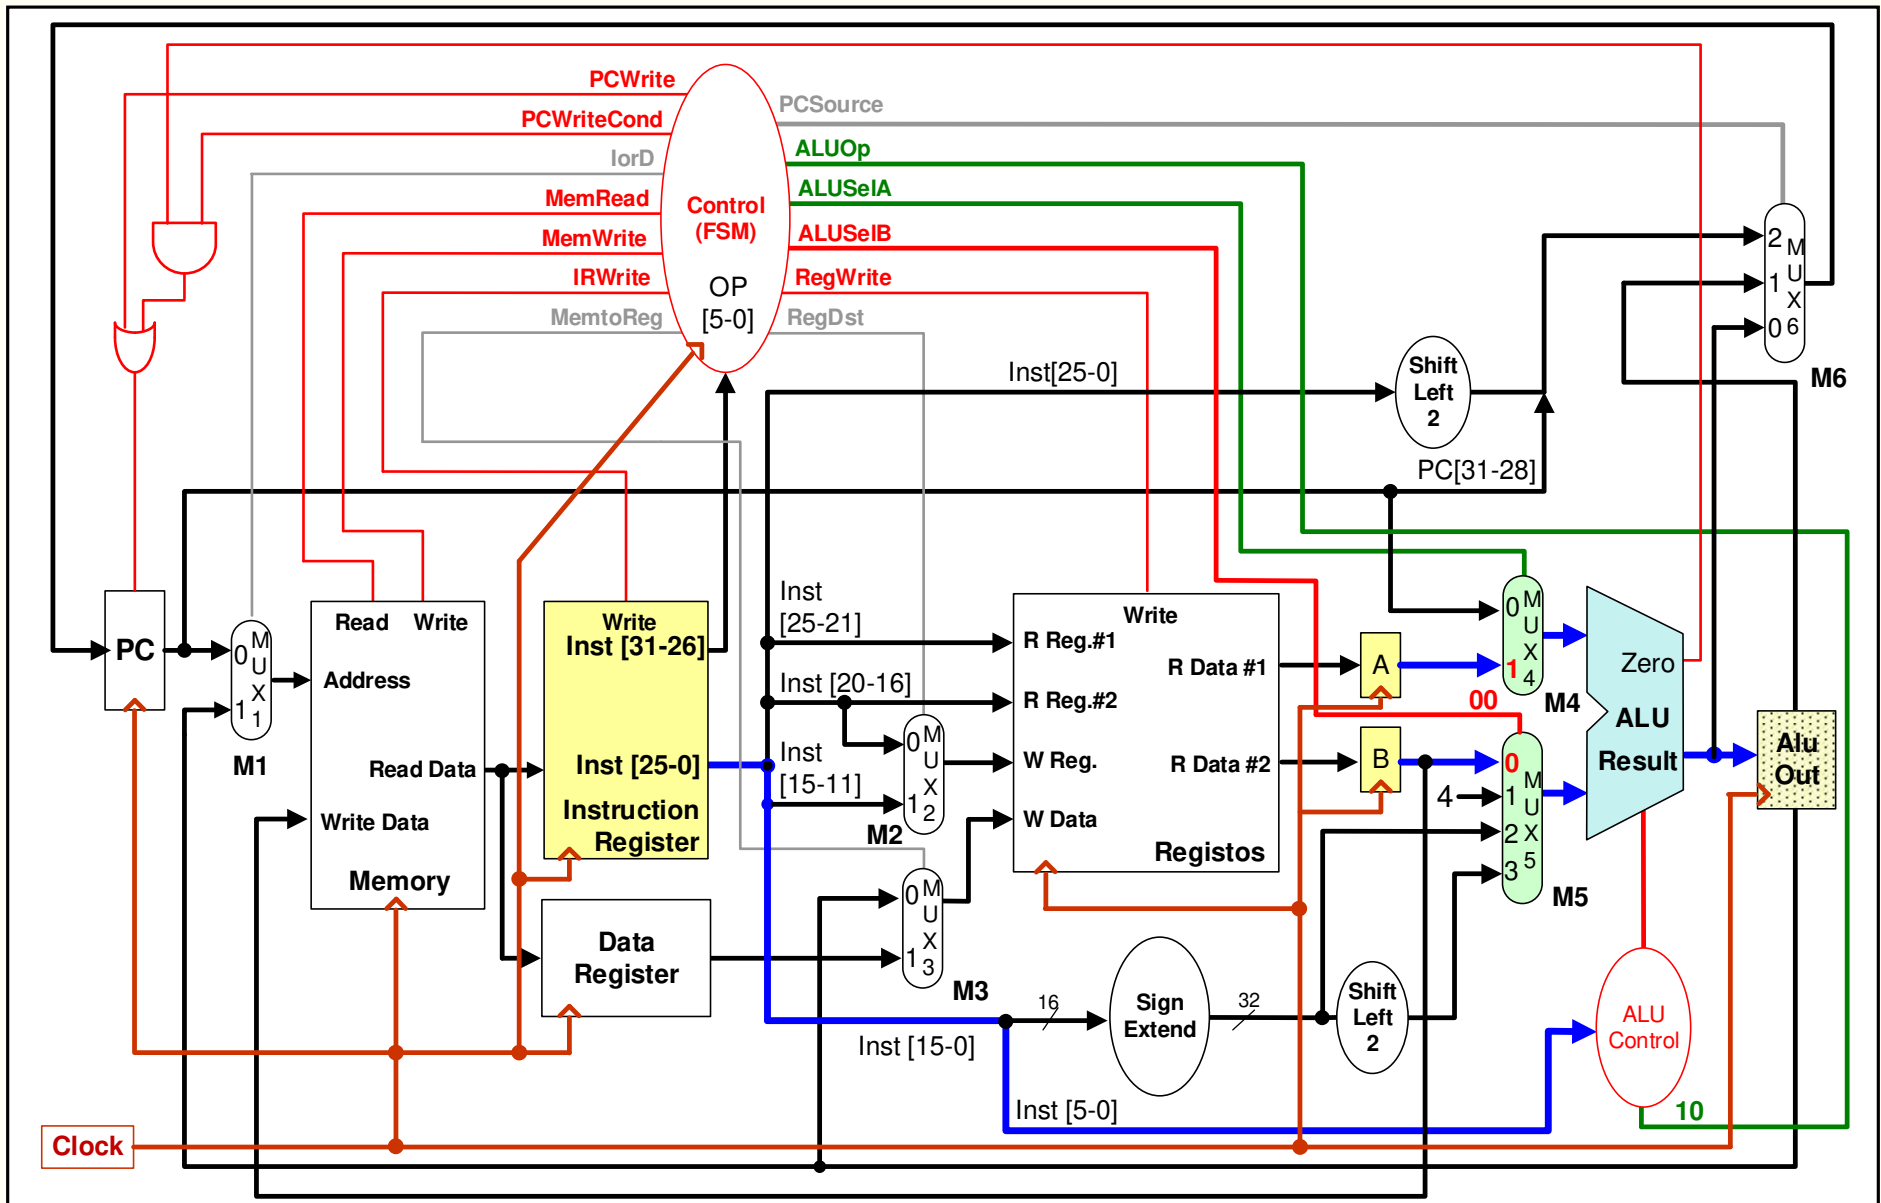 PCWrite
PCWriteCond
IorD
MemRead
MemWrite
IRWrite
MemtoReg
Control
(FSM)
OP
[5-0]
PCSource
ALUOp
ALUSelA
ALUSelB
RegWrite
RegDst
2
1
0
M
U
X
6
M6
Inst[25-0]
Shift
Left
2
PC[31-28]
PC
0
1
M
U
X
1
M1
Read
Write
Address
Read Data
Write Data
Memory
Write
Inst [31-26]
Inst [25-0]
Instruction
Register
Data
Register
Inst
[25-21]
Inst [20-16]
Inst
[15-11]
0
1
M
U
X
2
M2
0
1
M
U
X
3
M3
Write
R Reg.#1
R Reg.#2
W Reg.
W Data
R Data #1
R Data #2
Registos
A
B
0
1
M
U
X
4
M4
00
0
4
1
2
3
M
U
X
5
M5
Zero
ALU
Result
Alu
Out
Inst [15-0]
16
Sign
Extend
32
Shift
Left
2
ALU
Control
Inst [5-0]
10
Clock